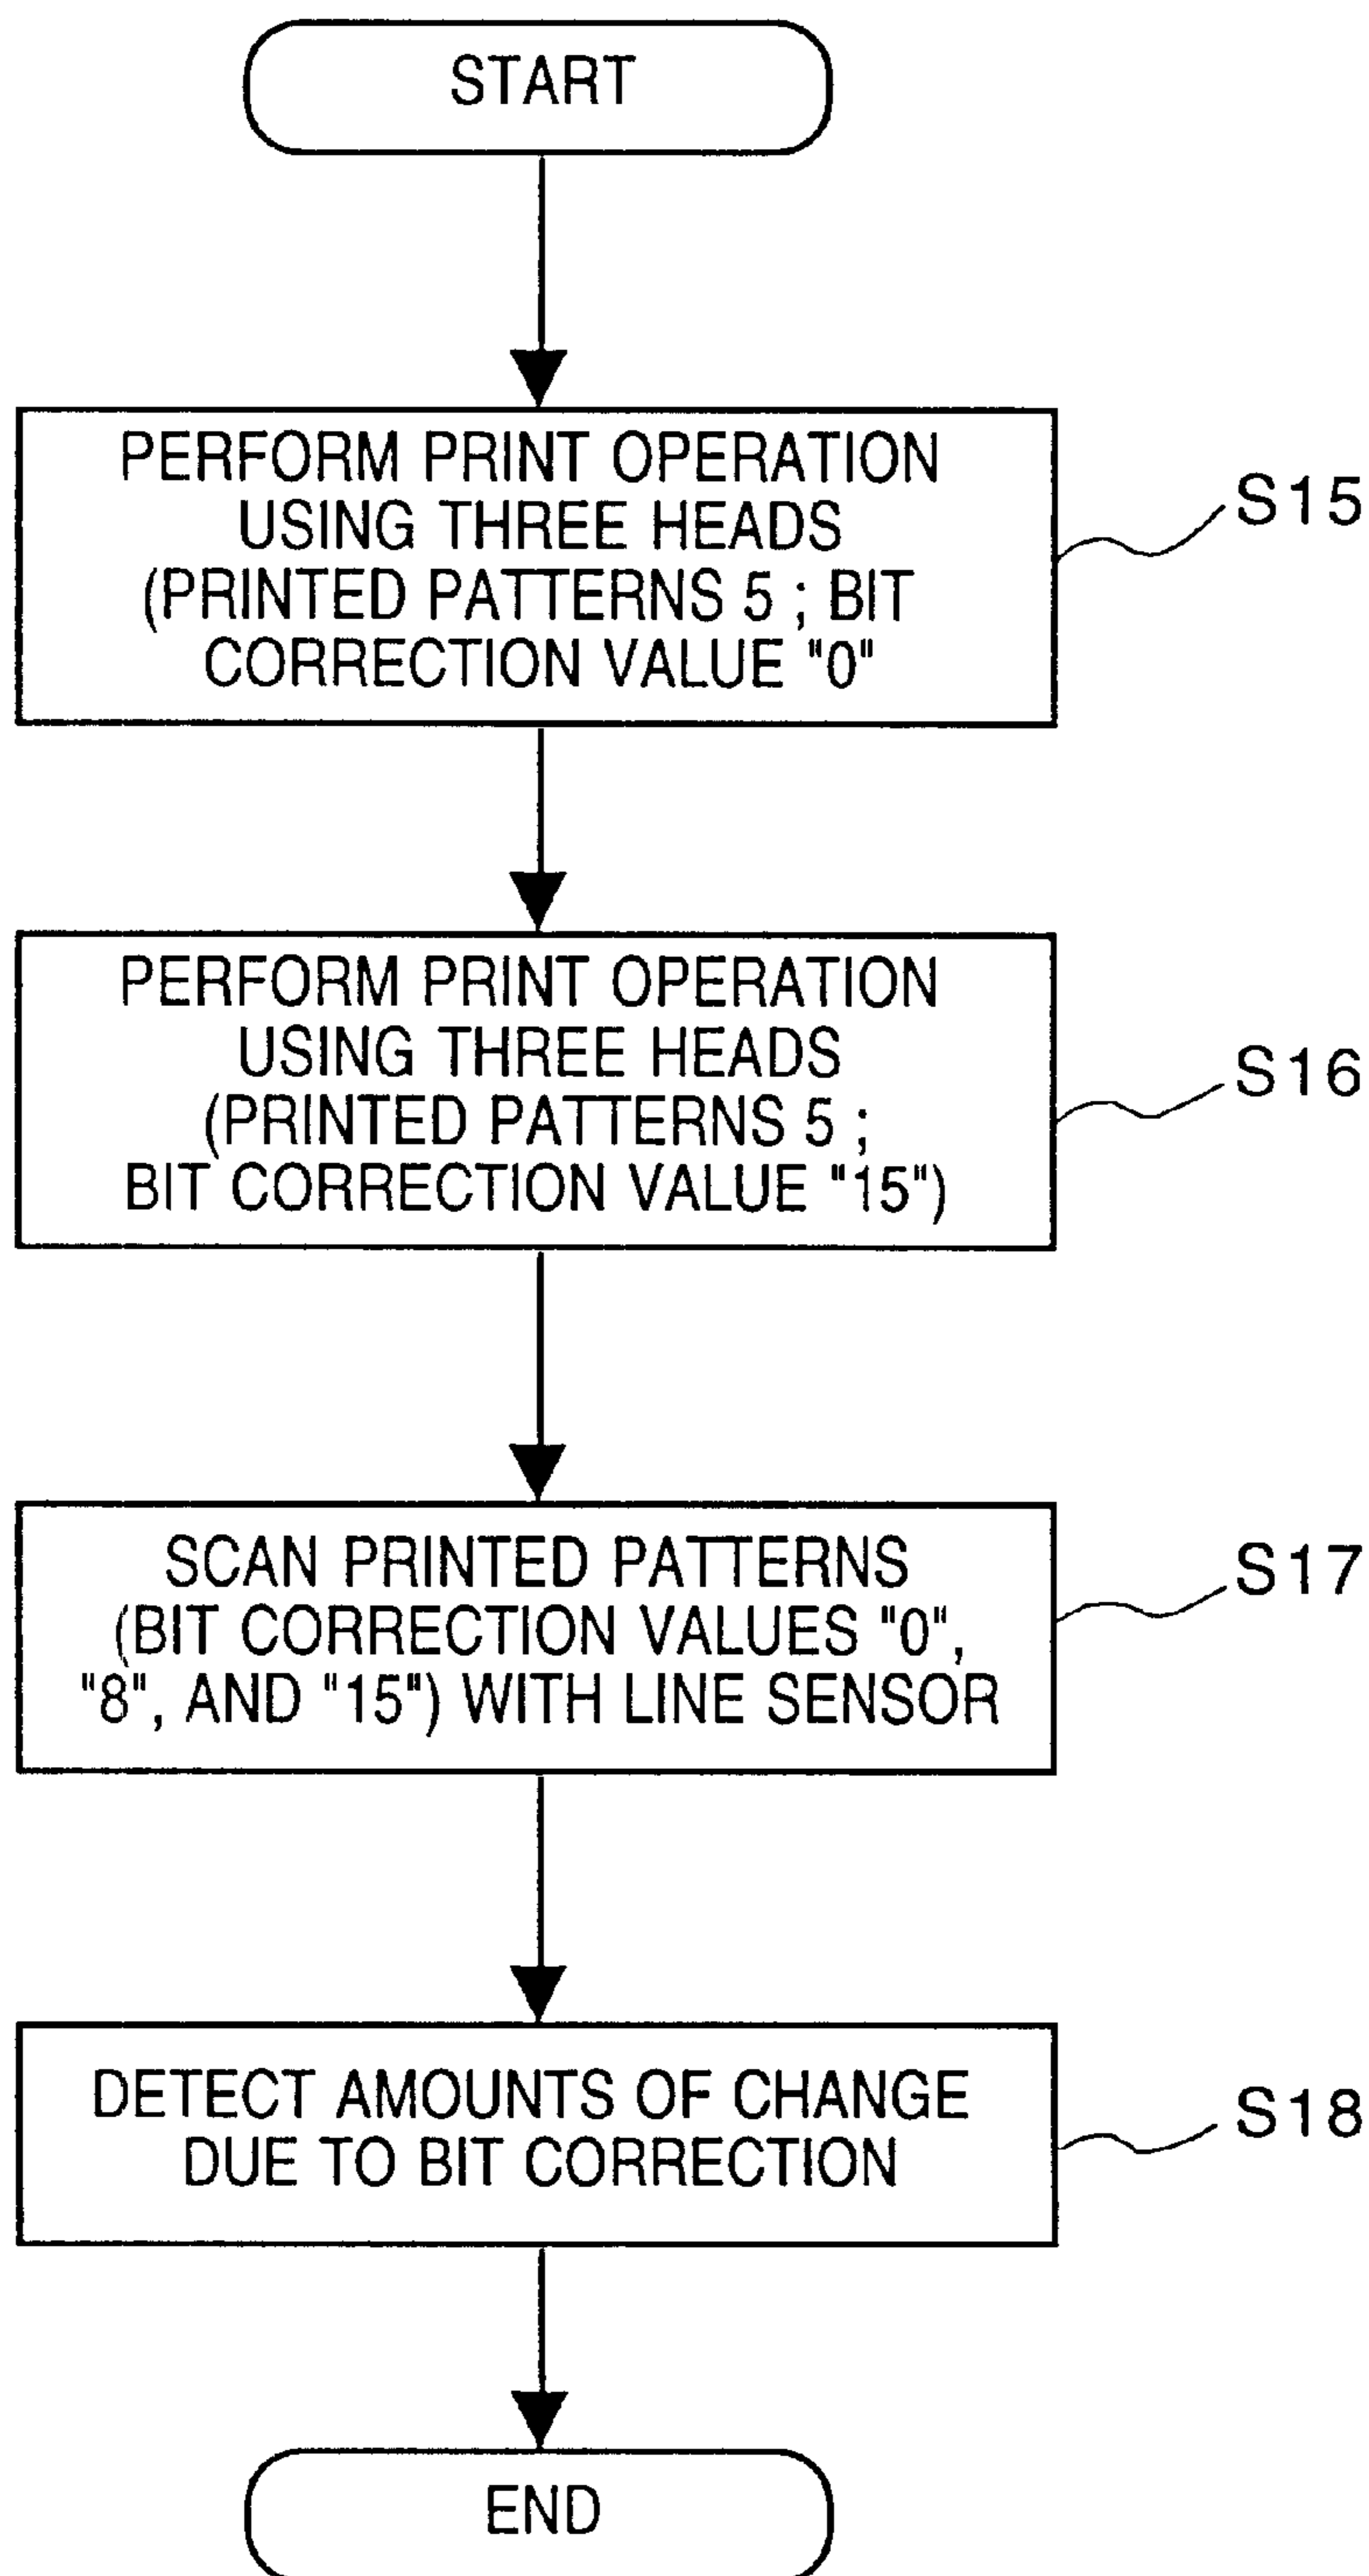 START
PERFORM PRINT OPERATION
USING THREE HEADS
(PRINTED PATTERNS 5 ; BIT
CORRECTION VALUE "0"
S15
PERFORM PRINT OPERATION
USING THREE HEADS
(PRINTED PATTERNS 5 ;
BIT CORRECTION VALUE "15")
S16
SCAN PRINTED PATTERNS
(BIT CORRECTION VALUES "0",
"8", AND "15") WITH LINE SENSOR
S17
DETECT AMOUNTS OF CHANGE
DUE TO BIT CORRECTION
S18
END